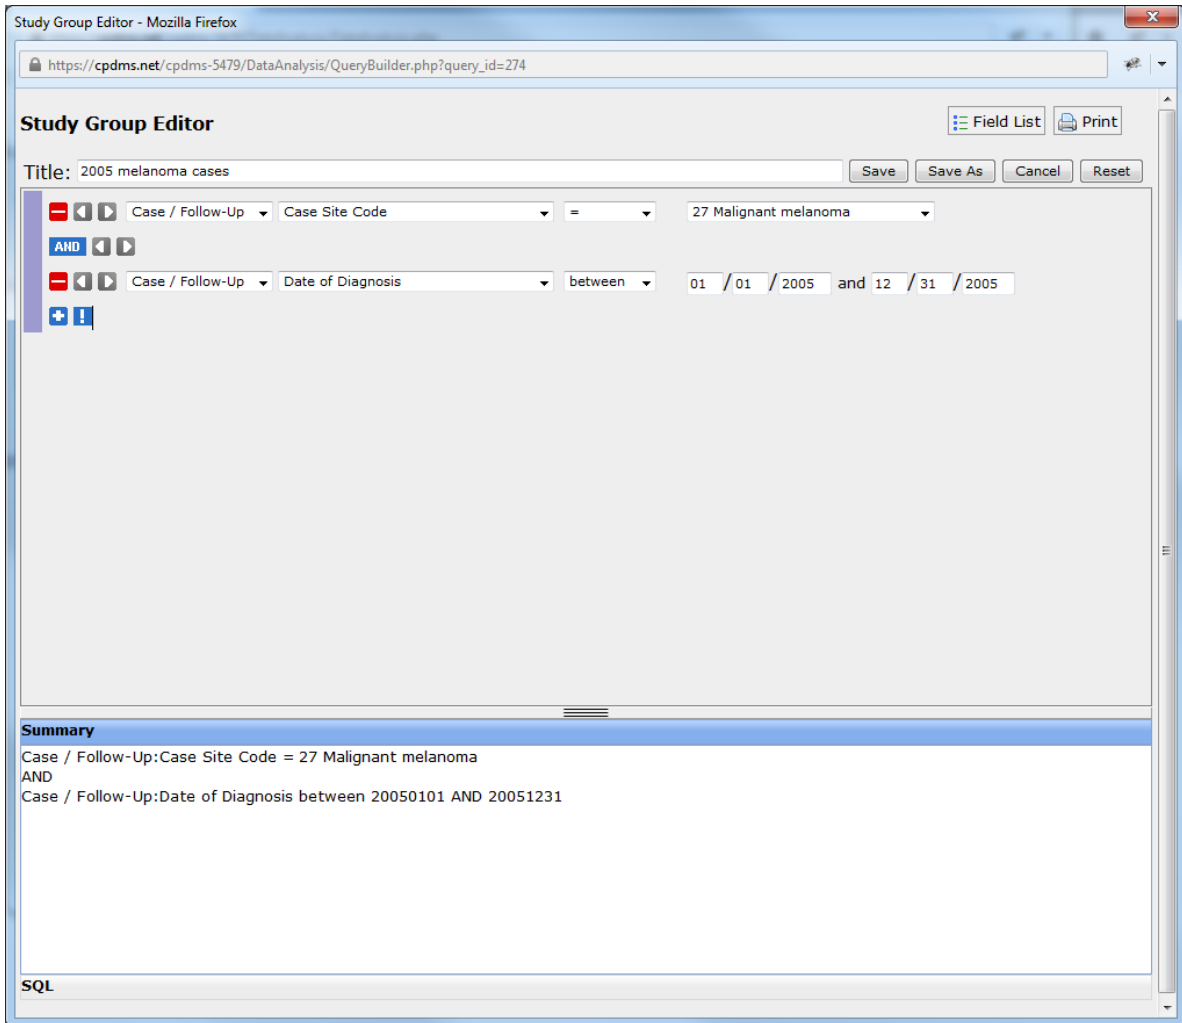 Study Group Editor - Mozilla Firefox
https://cpdms.net/cpdms-5479/DataAnalysis/QueryBuilder.php?query_id=274
Study Group Editor Field List Print
Title: 2005 melanoma cases Save Save As Cancel Reset
Case / Follow-Up Case Site Code = 27 Malignant melanoma
AND
Case / Follow-Up Date of Diagnosis between 01 / 01 / 2005 and 12 / 31 / 2005
Summary
Case / Follow-Up:Case Site Code = 27 Malignant melanoma
AND
Case / Follow-Up:Date of Diagnosis between 20050101 AND 20051231
SQL